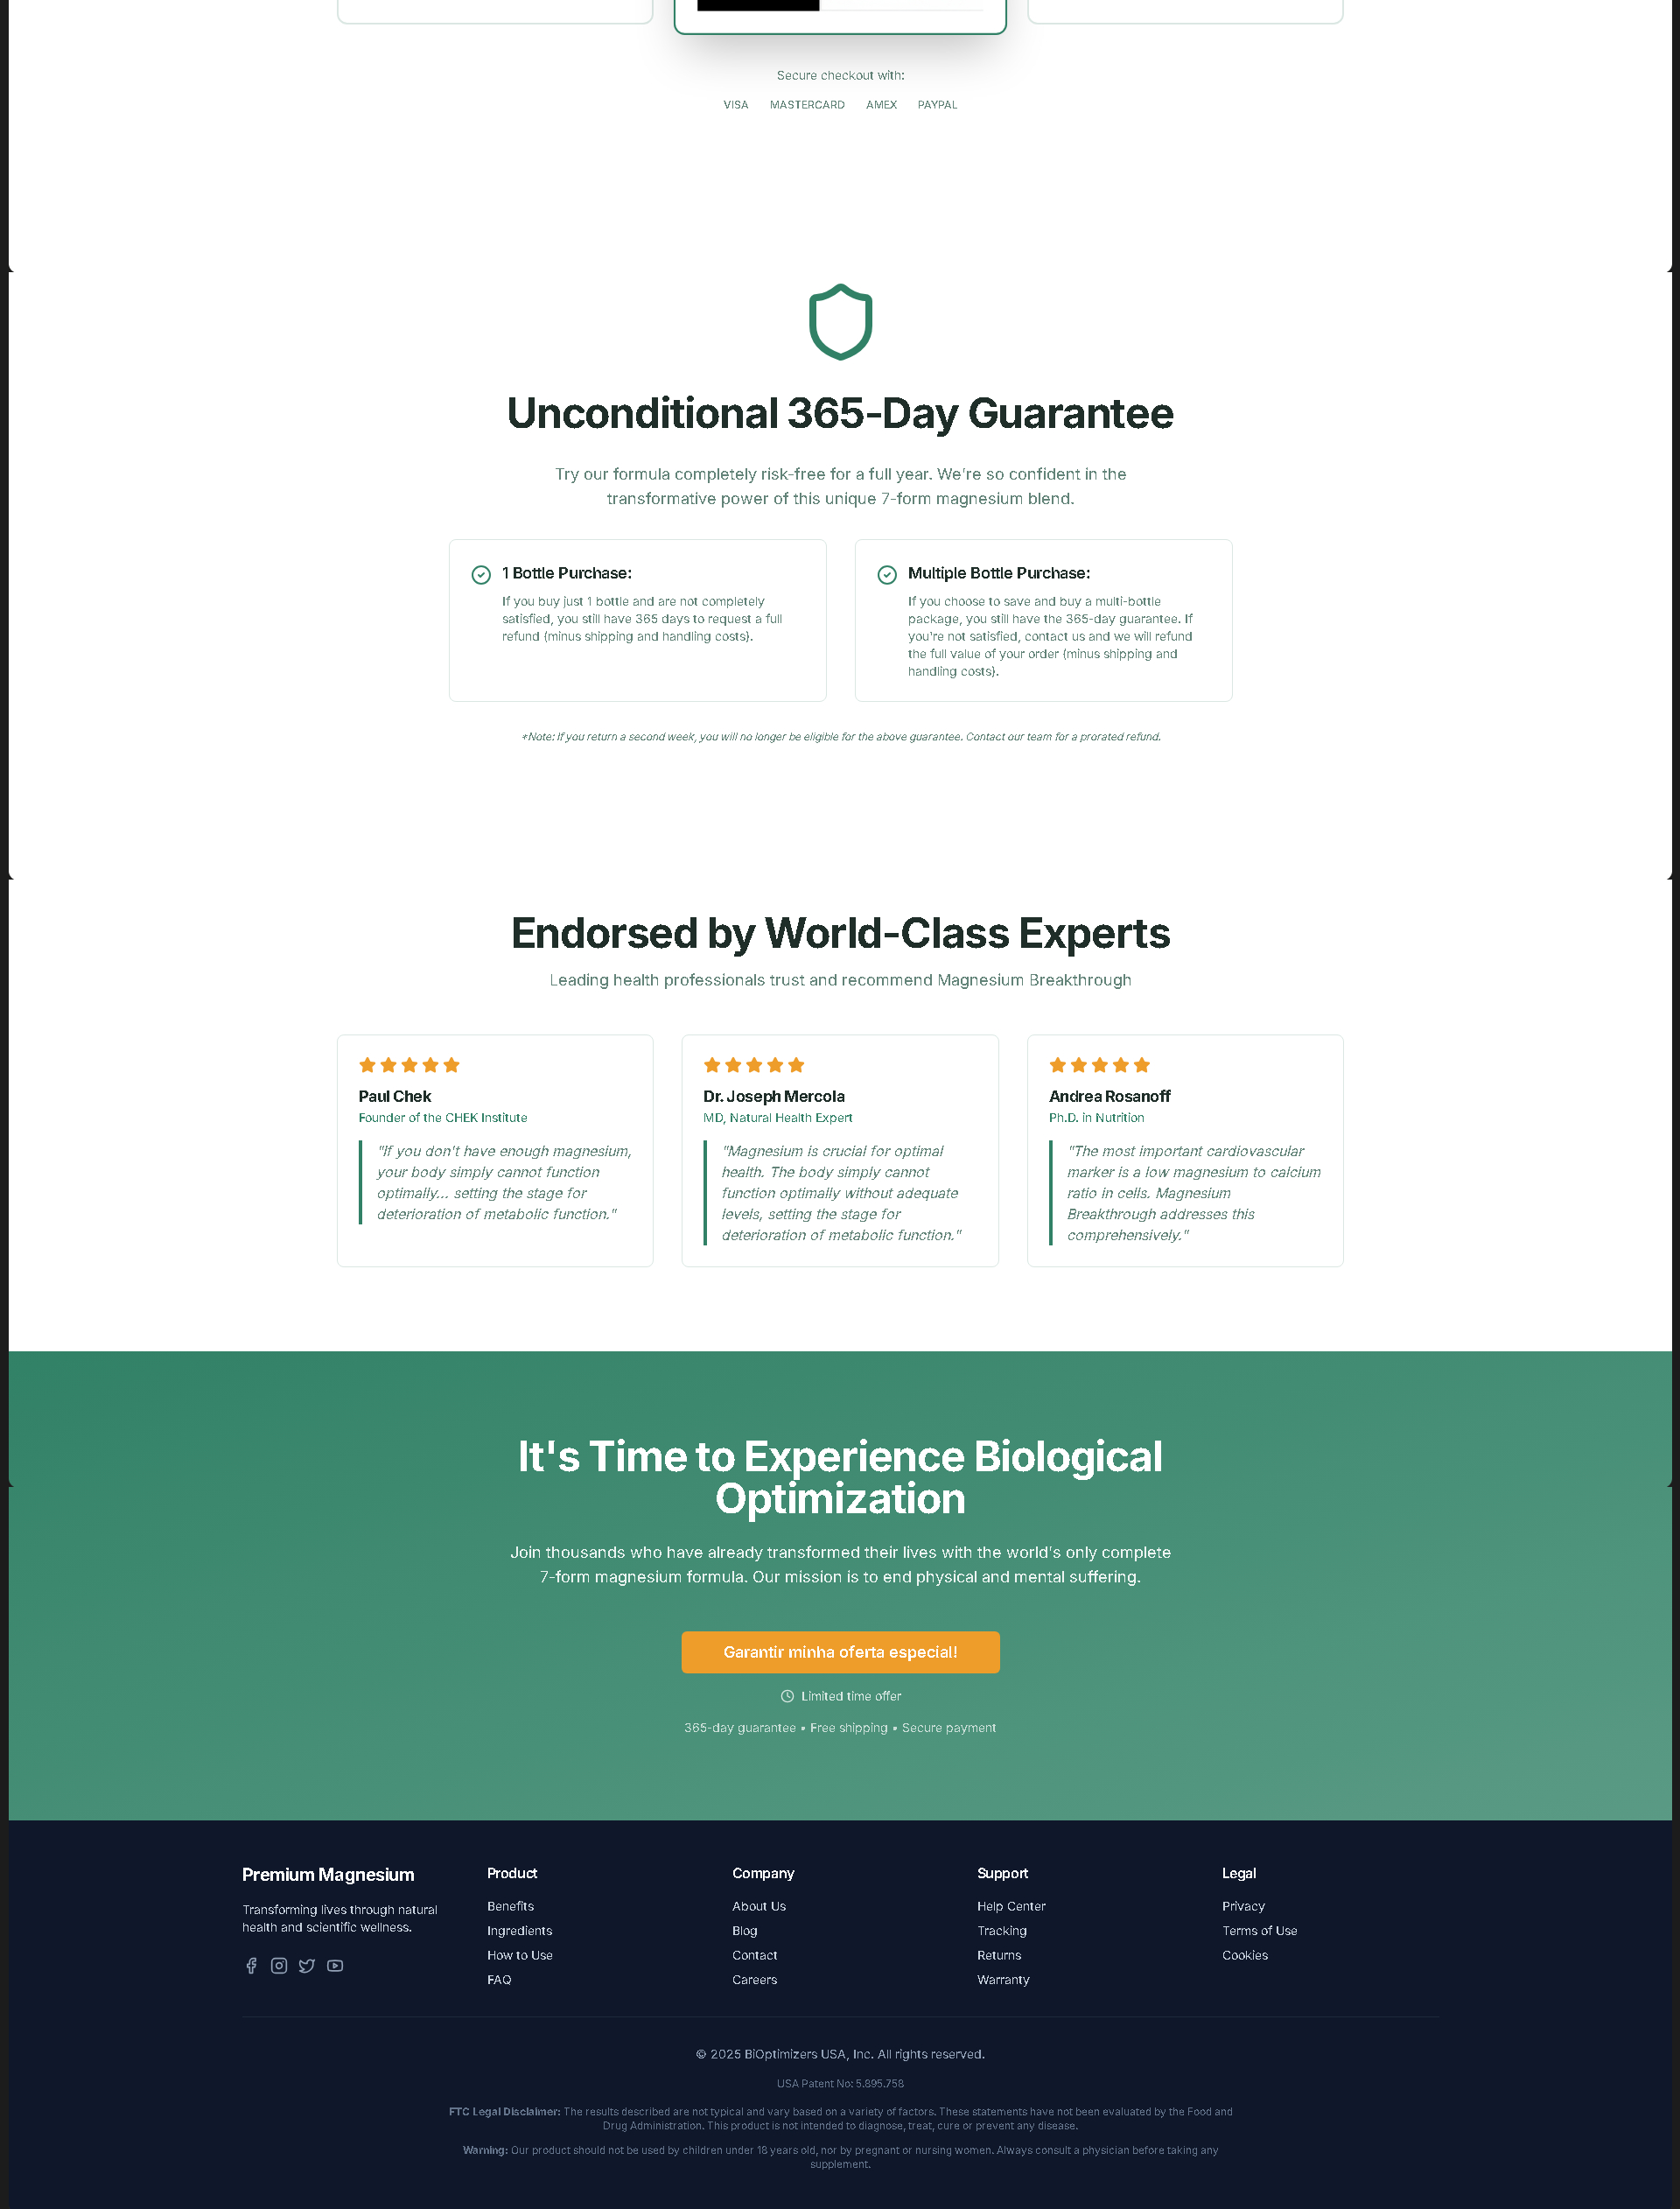 Secure checkout with:
VISA MASTERCARD AMEX PAYPAL
Unconditional 365-Day Guarantee
Try our formula completely risk-free for a full year. We're so confident in the
transformative power of this unique 7-form magnesium blend.
1 Bottle Purchase:
If you buy just 1 bottle and are not completely
satisfied, you still have 365 days to request a full
refund (minus shipping and handling costs).
Multiple Bottle Purchase:
If you choose to save and buy a multi-bottle
package, you still have the 365-day guarantee. If
you're not satisfied, contact us and we will refund
the full value of your order (minus shipping and
handling costs).
*Note: If you return a second week, you will no longer be eligible for the above guarantee. Contact our team for a prorated refund.
Endorsed by World-Class Experts
Leading health professionals trust and recommend Magnesium Breakthrough
Paul Chek
Founder of the CHEK Institute
"If you don't have enough magnesium,
your body simply cannot function
optimally... setting the stage for
deterioration of metabolic function."
Dr. Joseph Mercola
MD, Natural Health Expert
"Magnesium is crucial for optimal
health. The body simply cannot
function optimally without adequate
levels, setting the stage for
deterioration of metabolic function."
Andrea Rosanoff
Ph.D. in Nutrition
"The most important cardiovascular
marker is a low magnesium to calcium
ratio in cells. Magnesium
Breakthrough addresses this
comprehensively."
It's Time to Experience Biological
Optimization
Join thousands who have already transformed their lives with the world's only complete
7-form magnesium formula. Our mission is to end physical and mental suffering.
Garantir minha oferta especial!
Limited time offer
365-day guarantee • Free shipping • Secure payment
Premium Magnesium
Transforming lives through natural
health and scientific wellness.
Product
Benefits
Ingredients
How to Use
FAQ
Company
About Us
Blog
Contact
Careers
Support
Help Center
Tracking
Returns
Warranty
Legal
Privacy
Terms of Use
Cookies
© 2025 BiOptimizers USA, Inc. All rights reserved.
USA Patent No: 5.895.758
FTC Legal Disclaimer: The results described are not typical and vary based on a variety of factors. These statements have not been evaluated by the Food and
Drug Administration. This product is not intended to diagnose, treat, cure or prevent any disease.
Warning: Our product should not be used by children under 18 years old, nor by pregnant or nursing women. Always consult a physician before taking any
supplement.